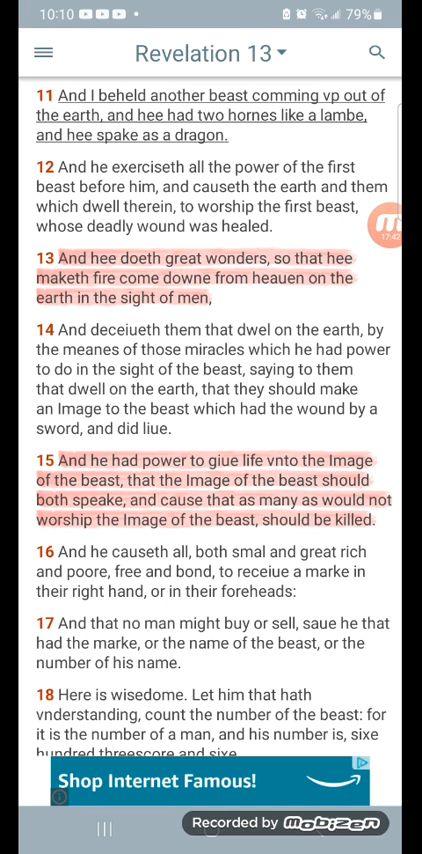 10:10
79%
Revelation 13
11 And I beheld another beast comming vp out of
the earth, and hee had two hornes like a lambe,
and hee spake as a dragon.
12 And he exerciseth all the power of the first
beast before him, and causeth the earth and them
which dwell therein, to worship the first beast,
whose deadly wound was healed.
13 And hee doeth great wonders, so that hee
maketh fire come downe from heauen on the
earth in the sight of men,
17:42
14 And deceiueth them that dwel on the earth, by
the meanes of those miracles which he had power
to do in the sight of the beast, saying to them
that dwell on the earth, that they should make
an Image to the beast which had the wound by a
sword, and did liue.
15 And he had power to giue life vnto the Image
of the beast, that the Image of the beast should
both speake, and cause that as many as would not
worship the Image of the beast, should be killed.
16 And he causeth all, both smal and great rich
and poore, free and bond, to receiue a marke in
their right hand, or in their foreheads:
17 And that no man might buy or sell, saue he that
had the marke, or the name of the beast, or the
number of his name.
18 Here is wisedome. Let him that hath
vnderstanding, count the number of the beast: for
it is the number of a man, and his number is, sixe
hundred threescore and sixe
Shop Internet Famous!
Recorded by mobizen